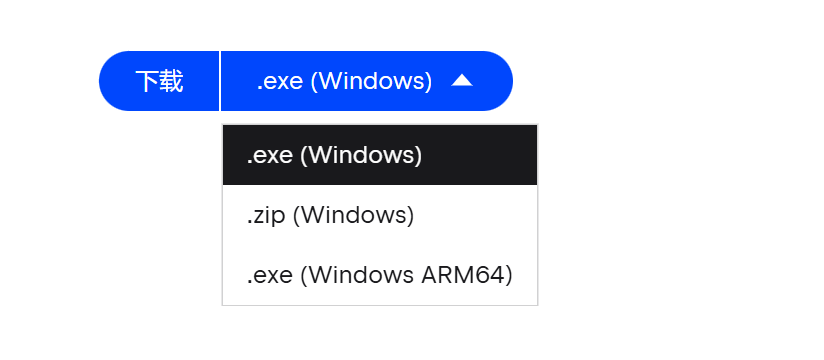 下载 .exe (Windows)
.exe (Windows)
.zip (Windows)
.exe (Windows ARM64)